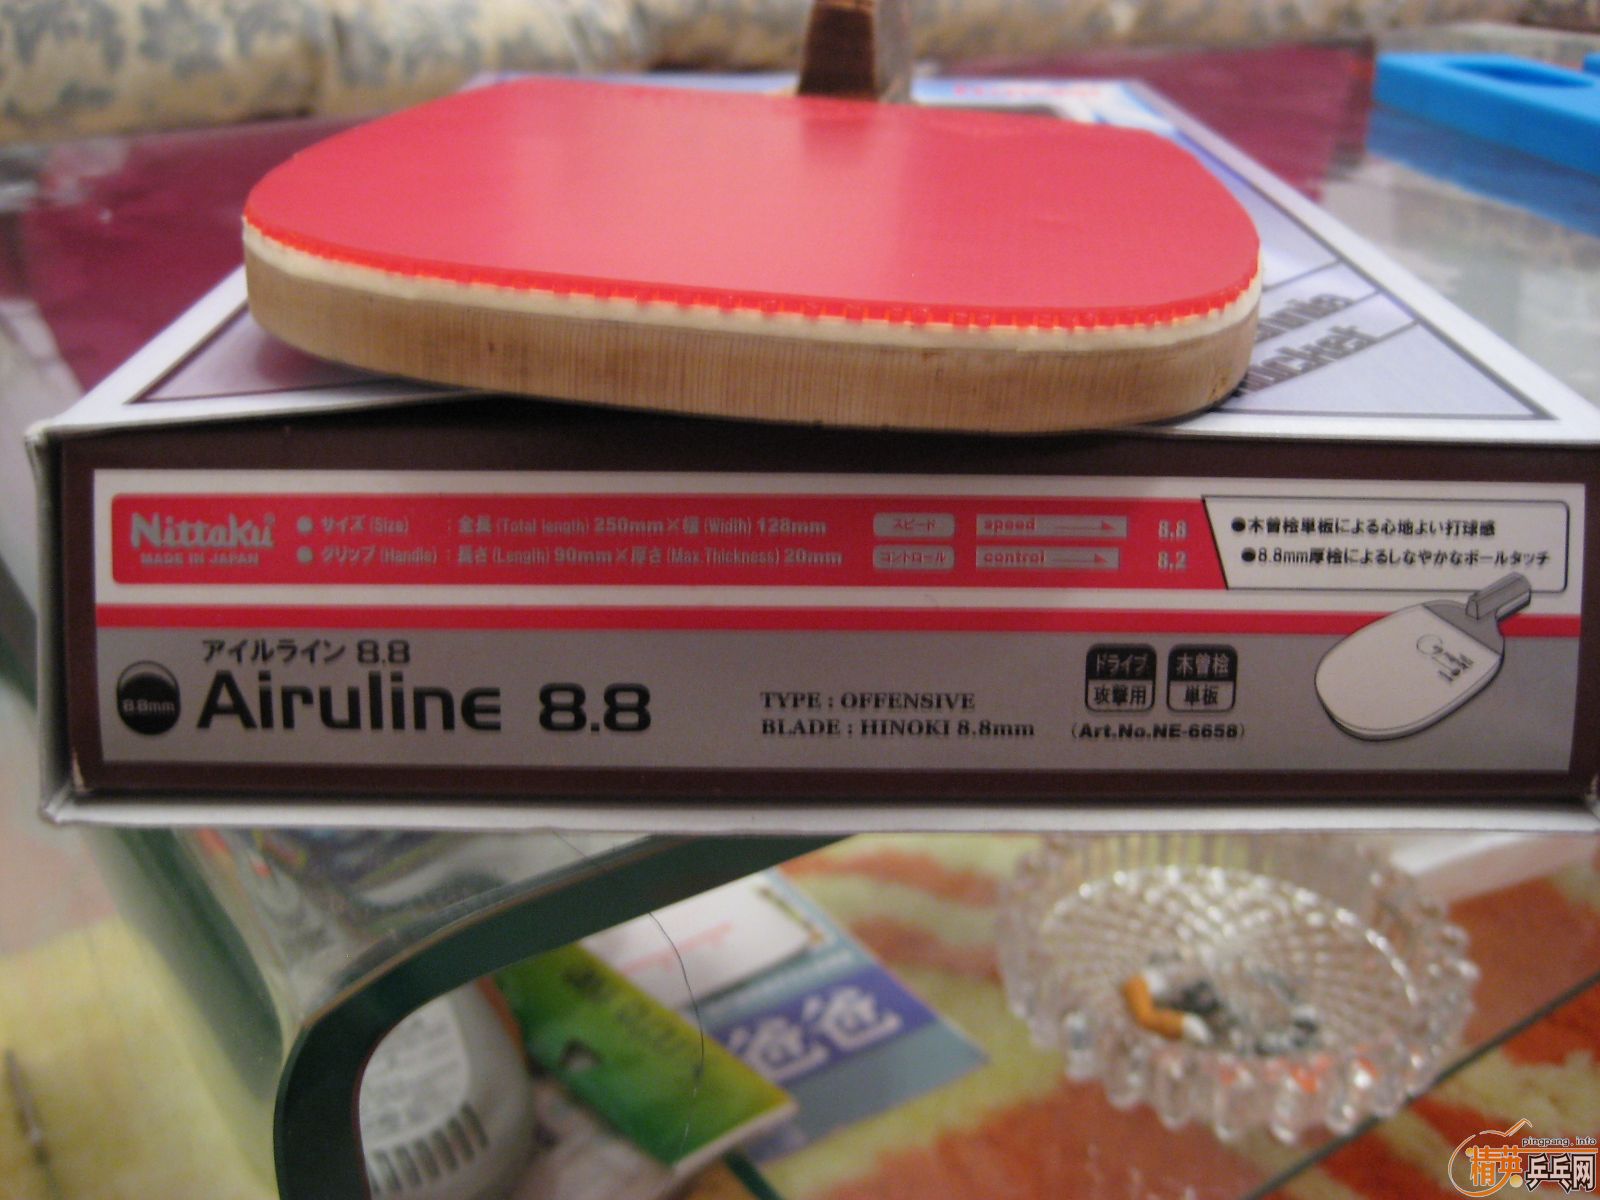 Nittaku®
MADE IN JAPAN
● サイズ (Size) : 全長 (Total length) 250mm×幅 (Width) 128mm
● グリップ (Handle) : 長さ (Length) 90mm×厚さ (Max.Thickness) 20mm
スピード speed 8.8
コントロール control 8.2
●木曽桧単板による心地よい打球感
●8.8mm厚桧によるしなやかなボールタッチ
アイルライン 8.8
8.8mm
Airuline 8.8
TYPE : OFFENSIVE
BLADE : HINOKI 8.8mm
ドライブ
攻撃用
木曽桧
単板
(Art.No.NE-6658)
爸爸
pingpang.info
精英乒乓网